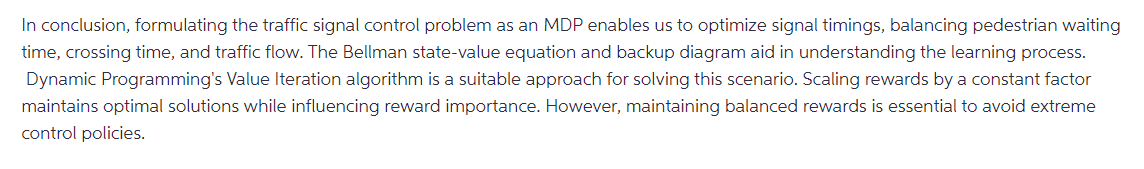 In conclusion, formulating the traffic signal control problem as an MDP enables us to optimize signal timings, balancing pedestrian waiting
time, crossing time, and traffic flow. The Bellman state-value equation and backup diagram aid in understanding the learning process.
Dynamic Programming's Value Iteration algorithm is a suitable approach for solving this scenario. Scaling rewards by a constant factor
maintains optimal solutions while influencing reward importance. However, maintaining balanced rewards is essential to avoid extreme
control policies.